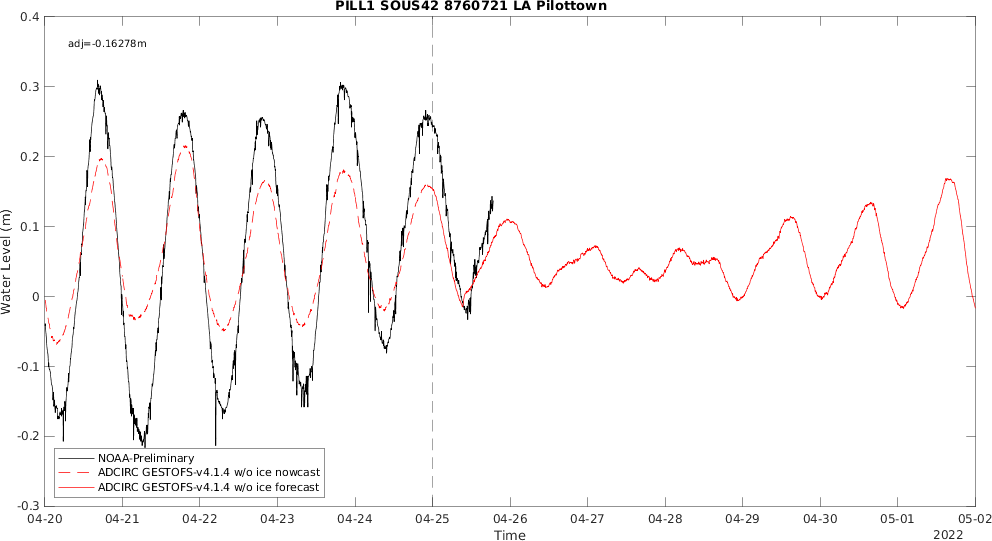 PILL1 SOUS42 8760721 LA Pilottown
adj=-0.16278m
Water Level (m)
0.4
0.3
0.2
0.1
0
-0.1
-0.2
-0.3
NOAA-Preliminary
ADCIRC GESTOFS-v4.1.4 w/o ice nowcast
ADCIRC GESTOFS-v4.1.4 w/o ice forecast
04-20 04-21 04-22 04-23 04-24 04-25 04-26 04-27 04-28 04-29 04-30 05-01 05-02
Time
2022